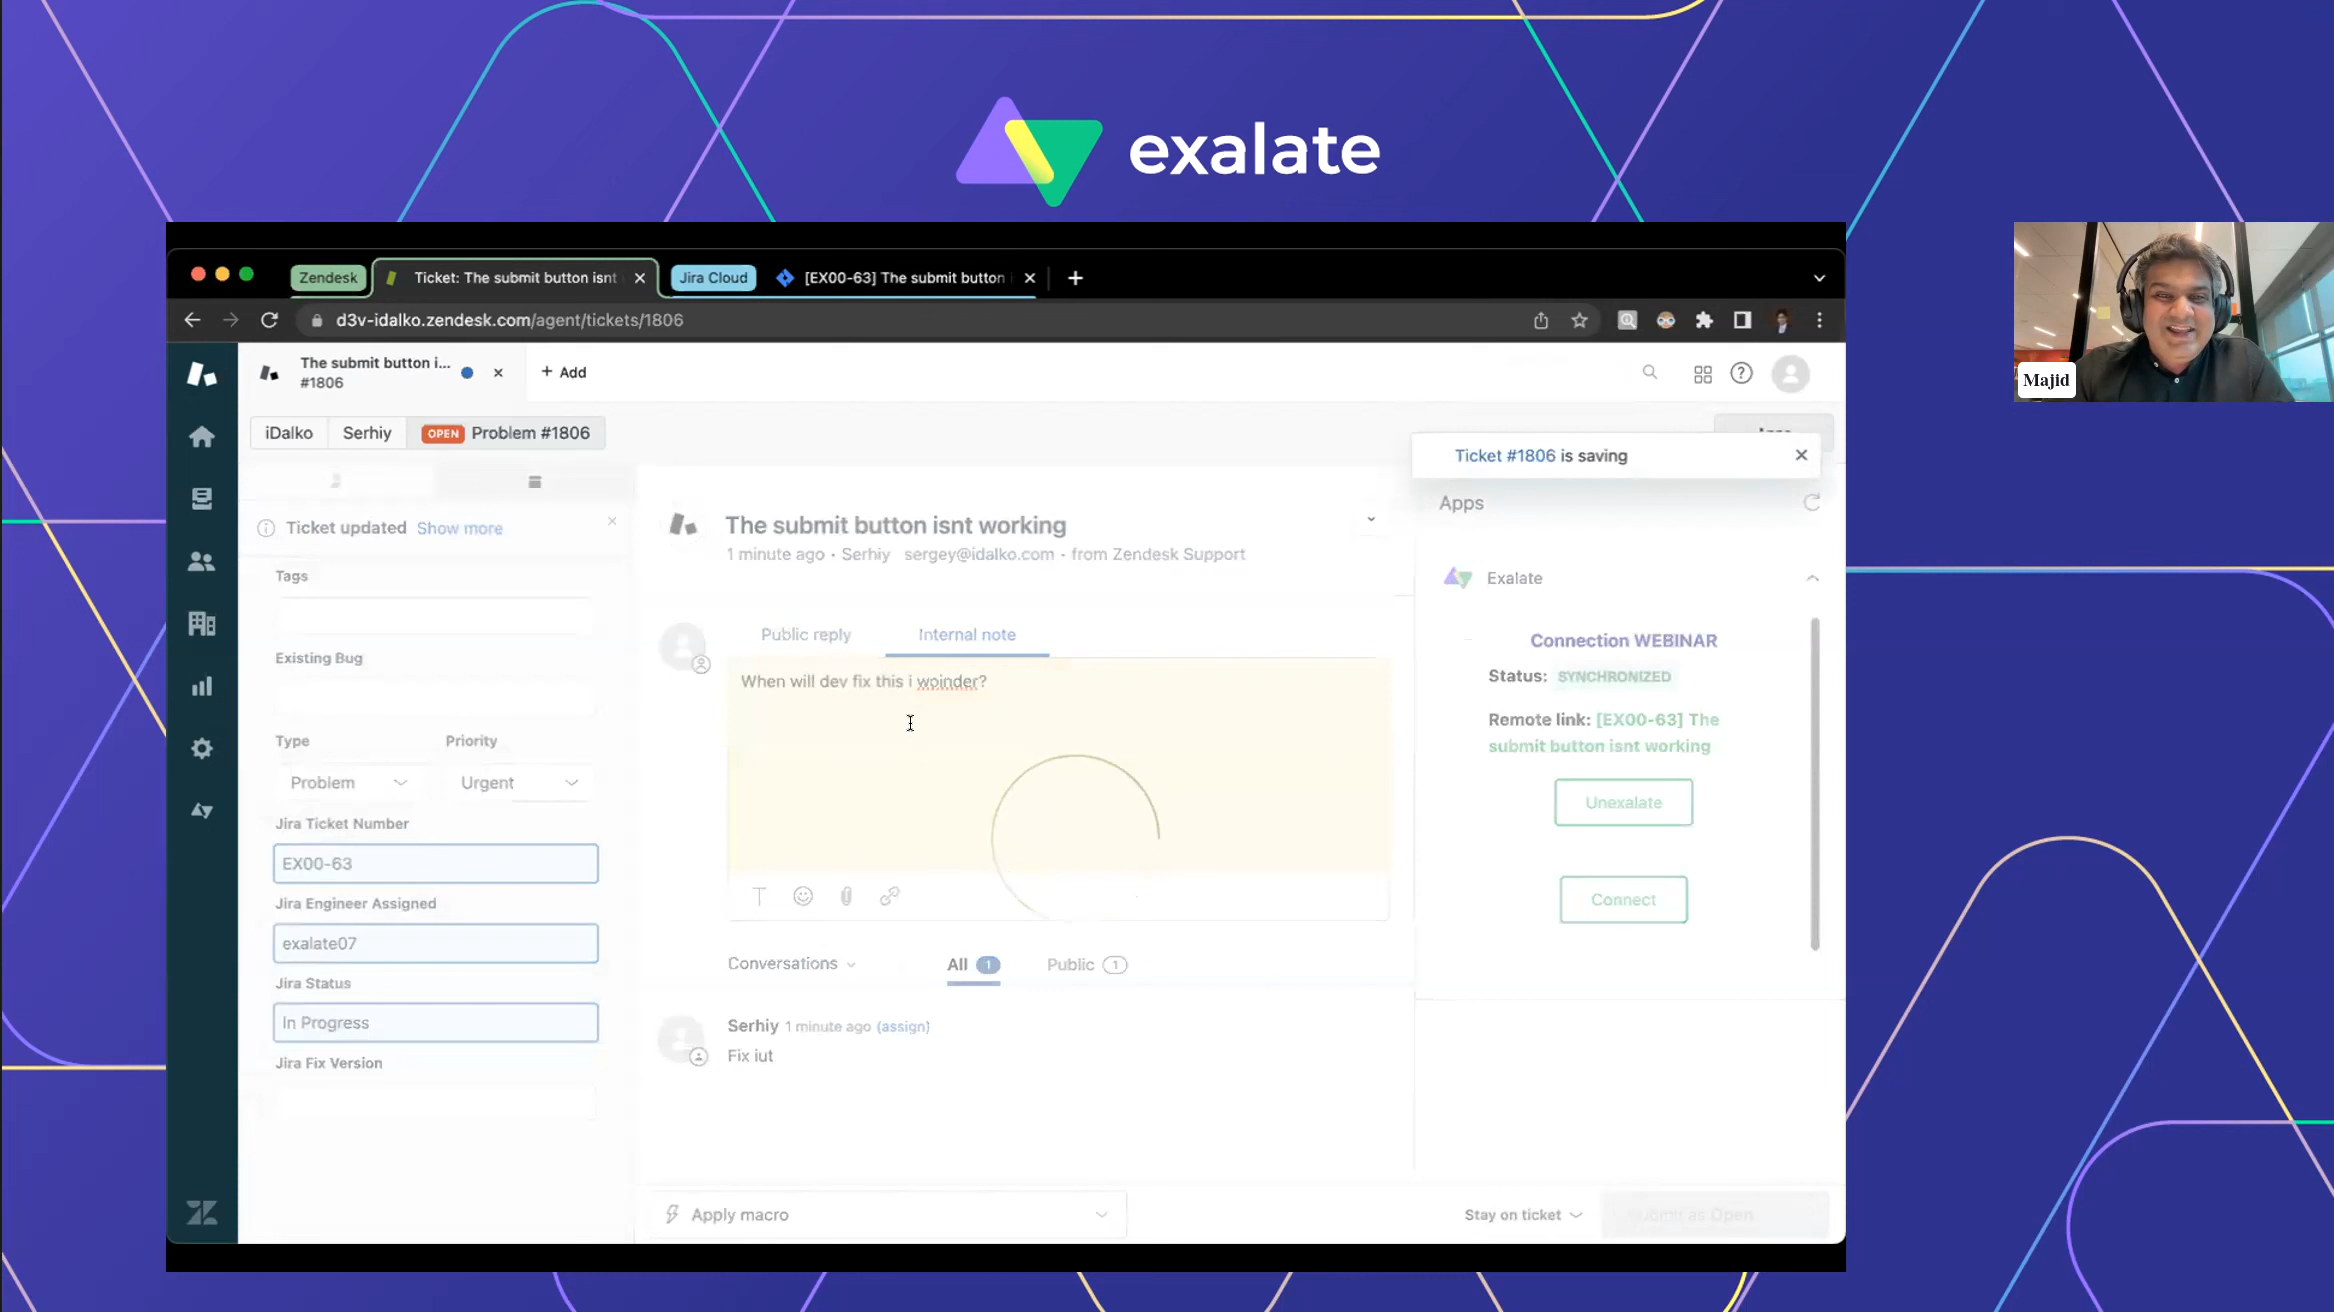 exalate
Zendesk
Ticket: The submit button isnt
Jira Cloud
[EX00-63] The submit button
d3v-idalko.zendesk.com/agent/tickets/1806
Majid
The submit button i...
#1806
+ Add
iDalko
Serhiy
OPEN Problem #1806
Ticket #1806 is saving
Ticket updated Show more
The submit button isnt working
1 minute ago • Serhiy sergey@idalko.com • from Zendesk Support
Apps
Exalate
Tags
Existing Bug
Public reply
Internal note
Connection WEBINAR
Status: SYNCHRONIZED
When will dev fix this i woinder?
Remote link: [EX00-63] The
submit button isnt working
Type
Priority
Problem
Urgent
Unexalate
Jira Ticket Number
EX00-63
Jira Engineer Assigned
Connect
exalate07
Conversations
All 1
Public 1
Jira Status
In Progress
Serhiy 1 minute ago (assign)
Fix iut
Jira Fix Version
Apply macro
Stay on ticket
Submit as Open